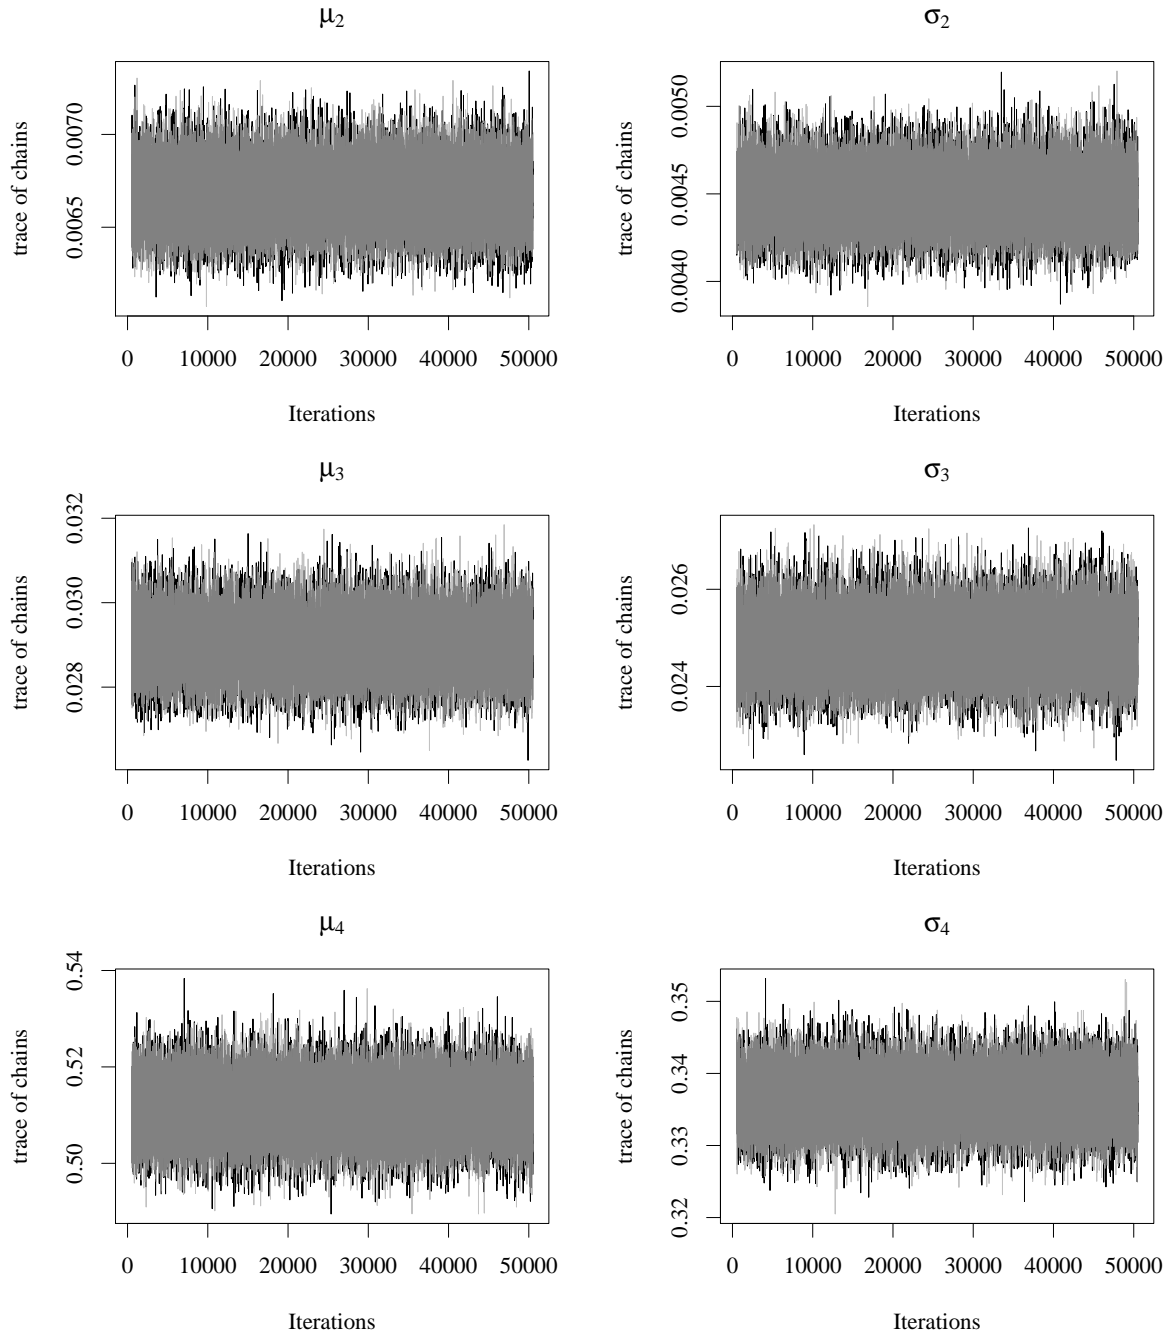 μ₂
σ₂
trace of chains
0.0065 0.0070
0 10000 20000 30000 40000 50000
Iterations
trace of chains
0.0040 0.0045 0.0050
0 10000 20000 30000 40000 50000
Iterations
μ₃
σ₃
trace of chains
0.028 0.030 0.032
0 10000 20000 30000 40000 50000
Iterations
trace of chains
0.024 0.026
0 10000 20000 30000 40000 50000
Iterations
μ₄
σ₄
trace of chains
0.50 0.52 0.54
0 10000 20000 30000 40000 50000
Iterations
trace of chains
0.32 0.33 0.34 0.35
0 10000 20000 30000 40000 50000
Iterations